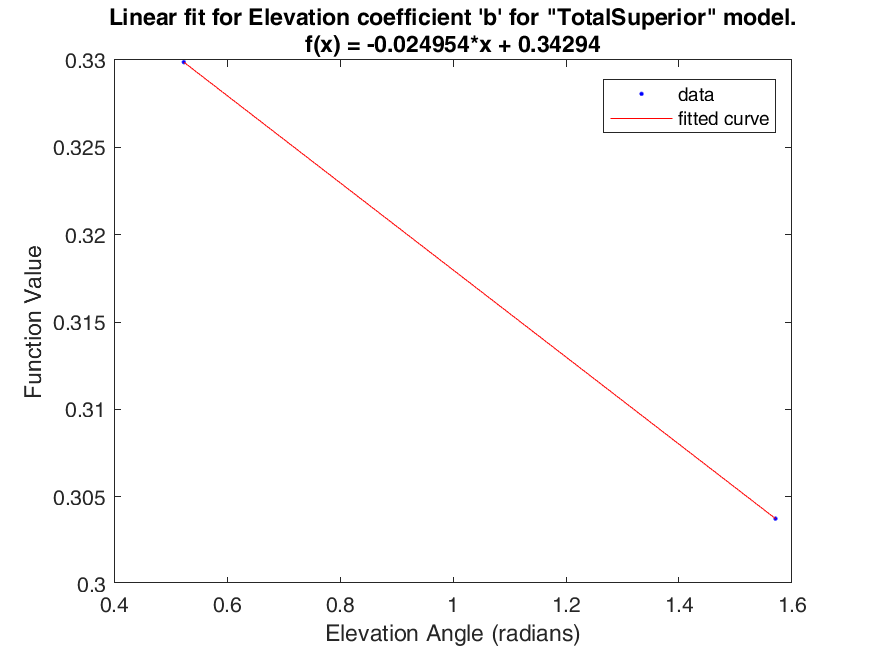 Linear fit for Elevation coefficient 'b' for "TotalSuperior" model.
f(x) = -0.024954*x + 0.34294
data
fitted curve
0.33
0.325
0.32
0.315
0.31
0.305
0.3
Function Value
0.4 0.6 0.8 1 1.2 1.4 1.6
Elevation Angle (radians)